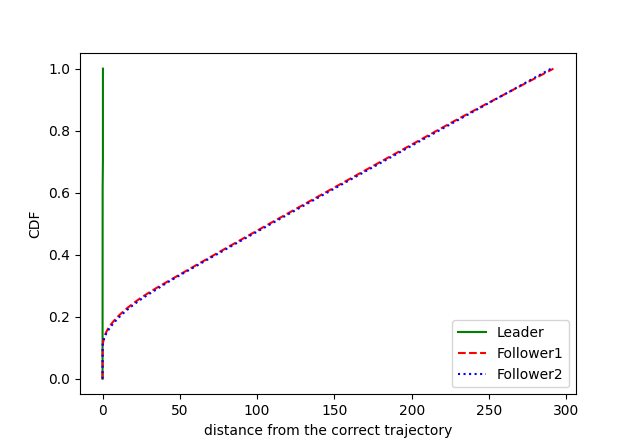 1.0
0.8
0.6
0.4
0.2
0.0
CDF
0 50 100 150 200 250 300
distance from the correct trajectory
Leader
Follower1
Follower2